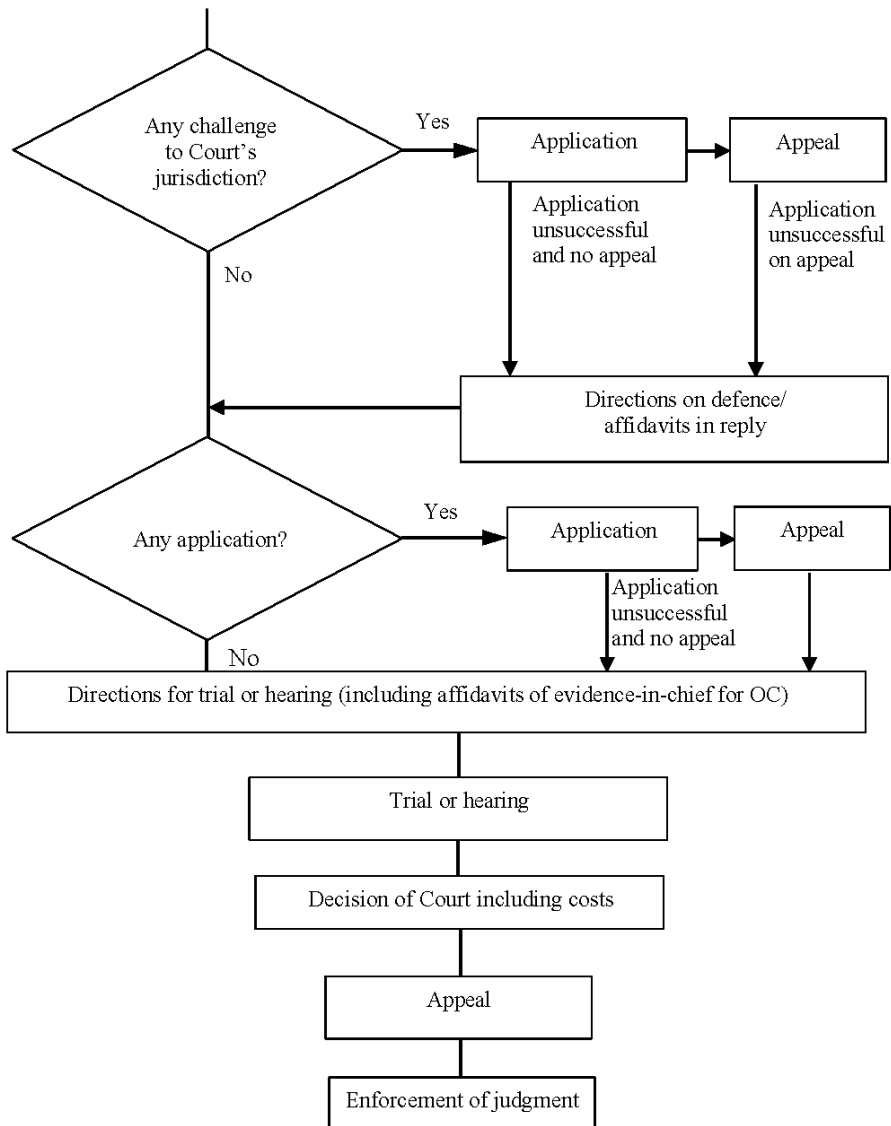 Any challenge
to Court's
jurisdiction?
Yes
Application
Appeal
Application
unsuccessful
and no appeal
Application
unsuccessful
on appeal
No
Directions on defence/
affidavits in reply
Any application?
Yes
Application
Appeal
Application
unsuccessful
and no appeal
No
Directions for trial or hearing (including affidavits of evidence-in-chief for OC)
Trial or hearing
Decision of Court including costs
Appeal
Enforcement of judgment